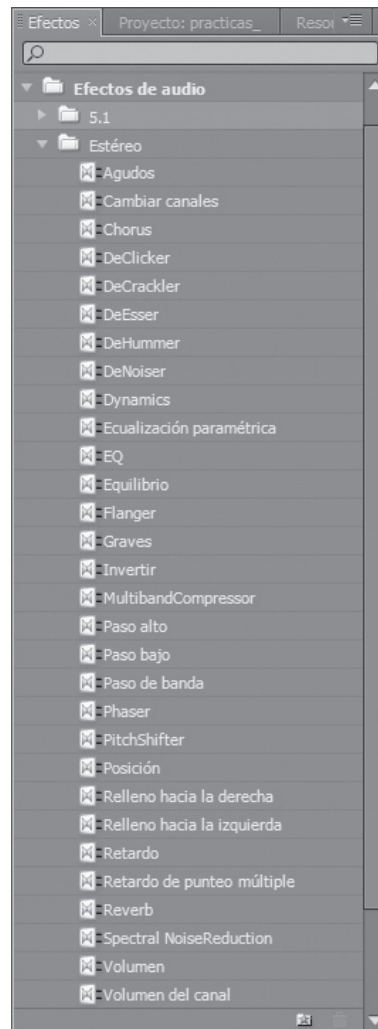 Efectos × Proyecto: practicas_
Efectos de audio
5.1
Estéreo
Agudos
Cambiar canales
Chorus
DeClicker
DeCrackler
DeEsser
DeHummer
DeNoiser
Dynamics
Ecualización paramétrica
EQ
Equilibrio
Flanger
Graves
Invertir
MultibandCompressor
Paso alto
Paso bajo
Paso de banda
Phaser
PitchShifter
Posición
Relleno hacia la derecha
Relleno hacia la izquierda
Retardo
Retardo de punteo múltiple
Reverb
Spectral NoiseReduction
Volumen
Volumen del canal